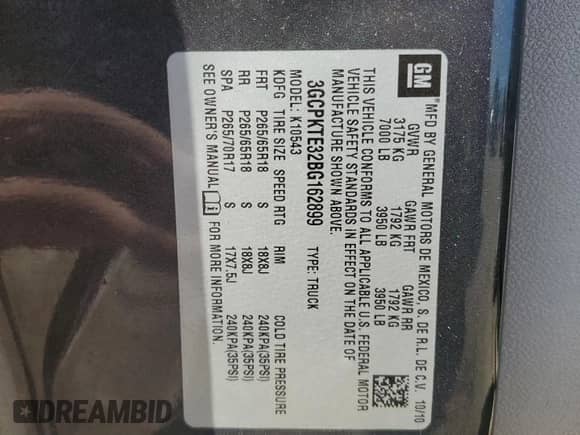 GM
MFD BY GENERAL MOTORS DE MEXICO, S. DE R.L. DE C.V. 10/10
GVWR GAWR FRT GAWR RR
3175 KG 1792 KG 1792 KG
7000 LB 3950 LB 3950 LB
THIS VEHICLE CONFORMS TO ALL APPLICABLE U.S. FEDERAL MOTOR
VEHICLE SAFETY STANDARDS IN EFFECT ON THE DATE OF
MANUFACTURE SHOWN ABOVE.
3GCPKTE32BG162899 TYPE: TRUCK
MODEL: K10543
KDFG TIRE SIZE SPEED RTG RIM COLD TIRE PRESSURE
FRT P265/65R18 S 18X8J 240KPA(35PSI)
RR P265/65R18 S 18X8J 240KPA(35PSI)
SPA P265/70R17 S 17X7.5J 240KPA(35PSI)
SEE OWNER'S MANUAL FOR MORE INFORMATION.
DREAMBID